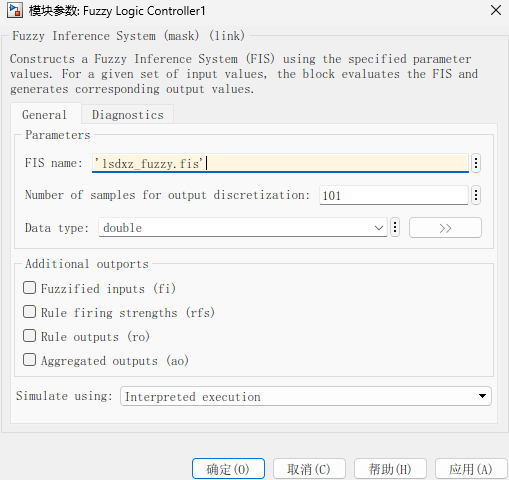 模块参数: Fuzzy Logic Controller1
Fuzzy Inference System (mask) (link)
Constructs a Fuzzy Inference System (FIS) using the specified parameter
values. For a given set of input values, the block evaluates the FIS and
generates corresponding output values.
General Diagnostics
Parameters
FIS name: 'lsdxz_fuzzy.fis'
Number of samples for output discretization: 101
Data type: double >>
Additional outports
Fuzzified inputs (fi)
Rule firing strengths (rfs)
Rule outputs (ro)
Aggregated outputs (ao)
Simulate using: Interpreted execution
确定(O) 取消(C) 帮助(H) 应用(A)